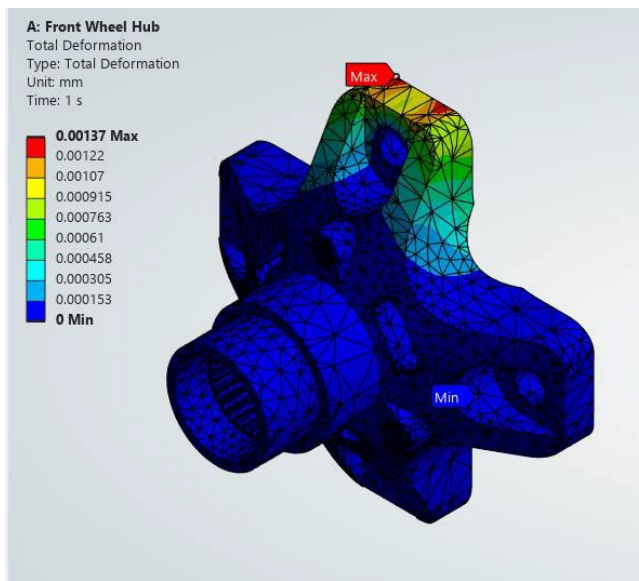 A: Front Wheel Hub
Total Deformation
Type: Total Deformation
Unit: mm
Time: 1 s
0.00137 Max
0.00122
0.00107
0.000915
0.000763
0.00061
0.000458
0.000305
0.000153
0 Min
Max
Min